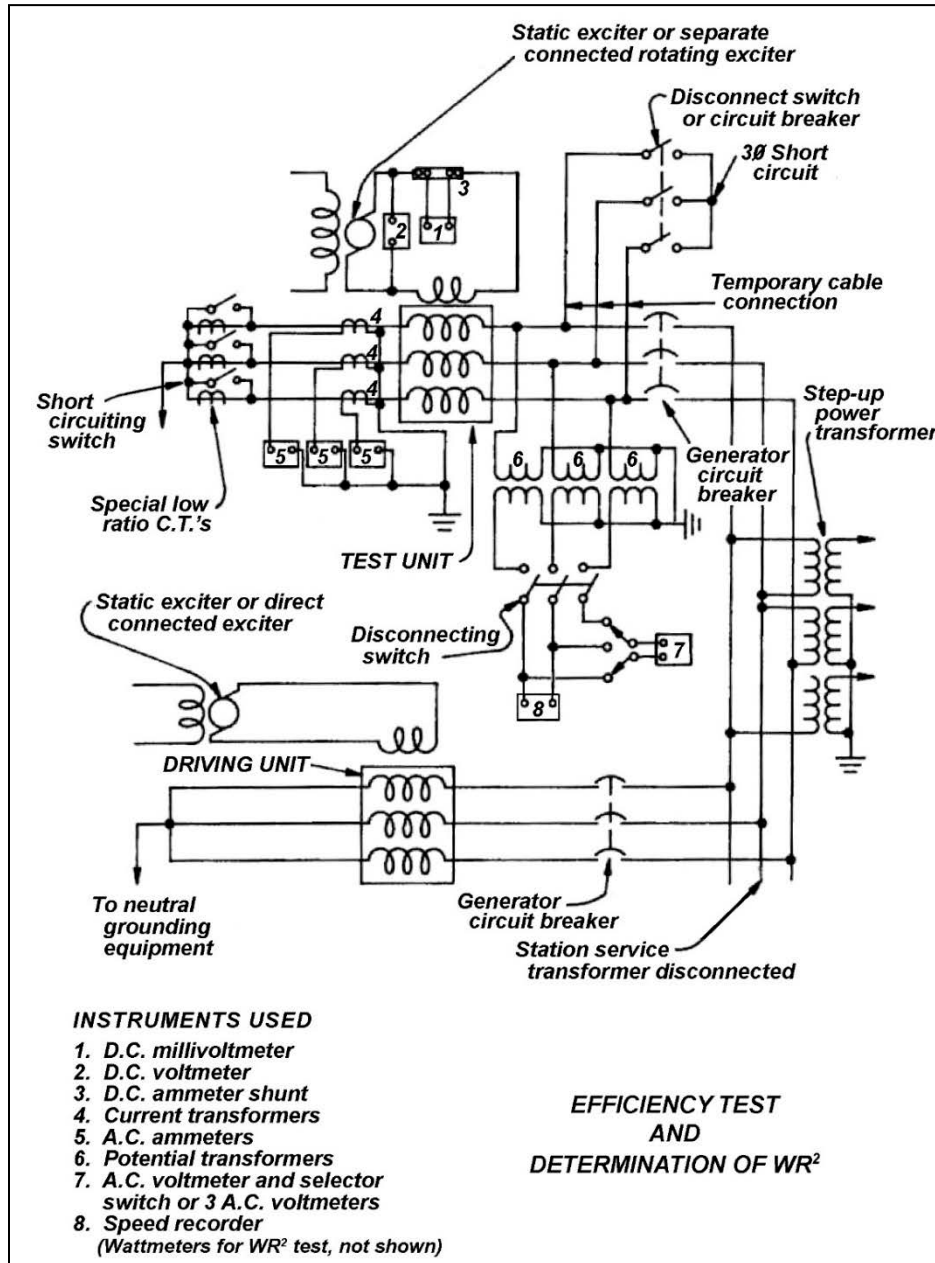 Static exciter or separate
connected rotating exciter
Disconnect switch
or circuit breaker
3Ø Short
circuit
3
2
1
Temporary cable
connection
4
4
4
Short
circuiting
switch
Step-up
power
transformer
5
5
5
6
6
6
Generator
circuit
breaker
Special low
ratio C.T.'s
TEST UNIT
Static exciter or direct
connected exciter
Disconnecting
switch
7
8
DRIVING UNIT
To neutral
grounding
equipment
Generator
circuit breaker
Station service
transformer disconnected
INSTRUMENTS USED
1. D.C. millivoltmeter
2. D.C. voltmeter
3. D.C. ammeter shunt
4. Current transformers
5. A.C. ammeters
6. Potential transformers
7. A.C. voltmeter and selector
switch or 3 A.C. voltmeters
8. Speed recorder
(Wattmeters for WR² test, not shown)
EFFICIENCY TEST
AND
DETERMINATION OF WR²